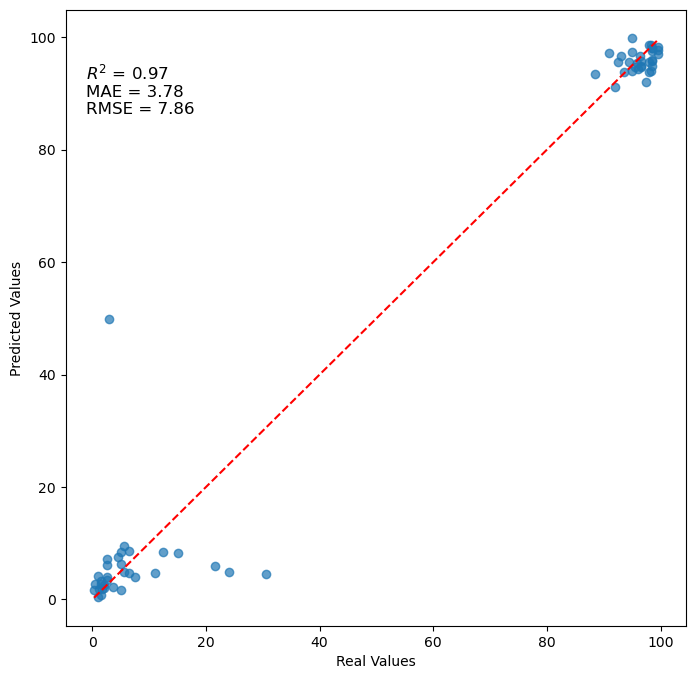 100
80
60
40
20
0
R² = 0.97
MAE = 3.78
RMSE = 7.86
Predicted Values
0 20 40 60 80 100
Real Values